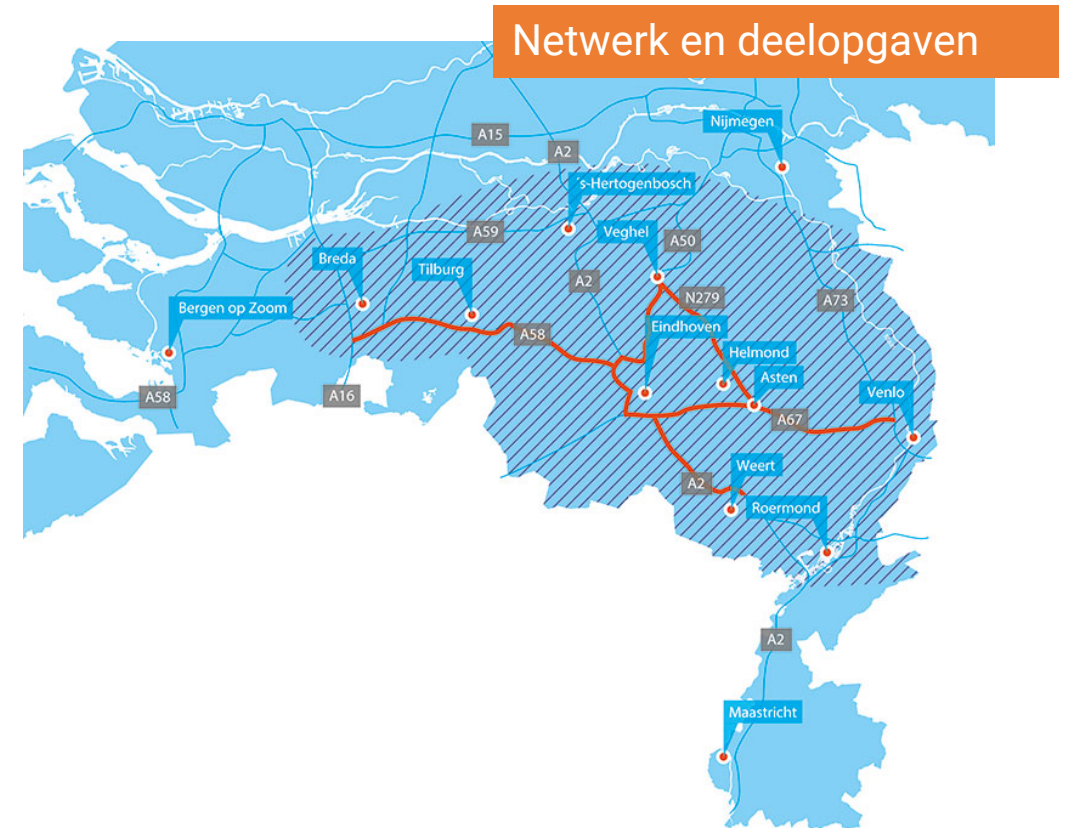 Netwerk en deelopgaven
Nijmegen
A15
A2
's-Hertogenbosch
A59
Veghel
A50
Breda
Tilburg
A2
N279
A73
Bergen op Zoom
A58
Eindhoven
Helmond
Asten
A58
A16
Venlo
A67
Weert
A2
Roermond
A2
Maastricht